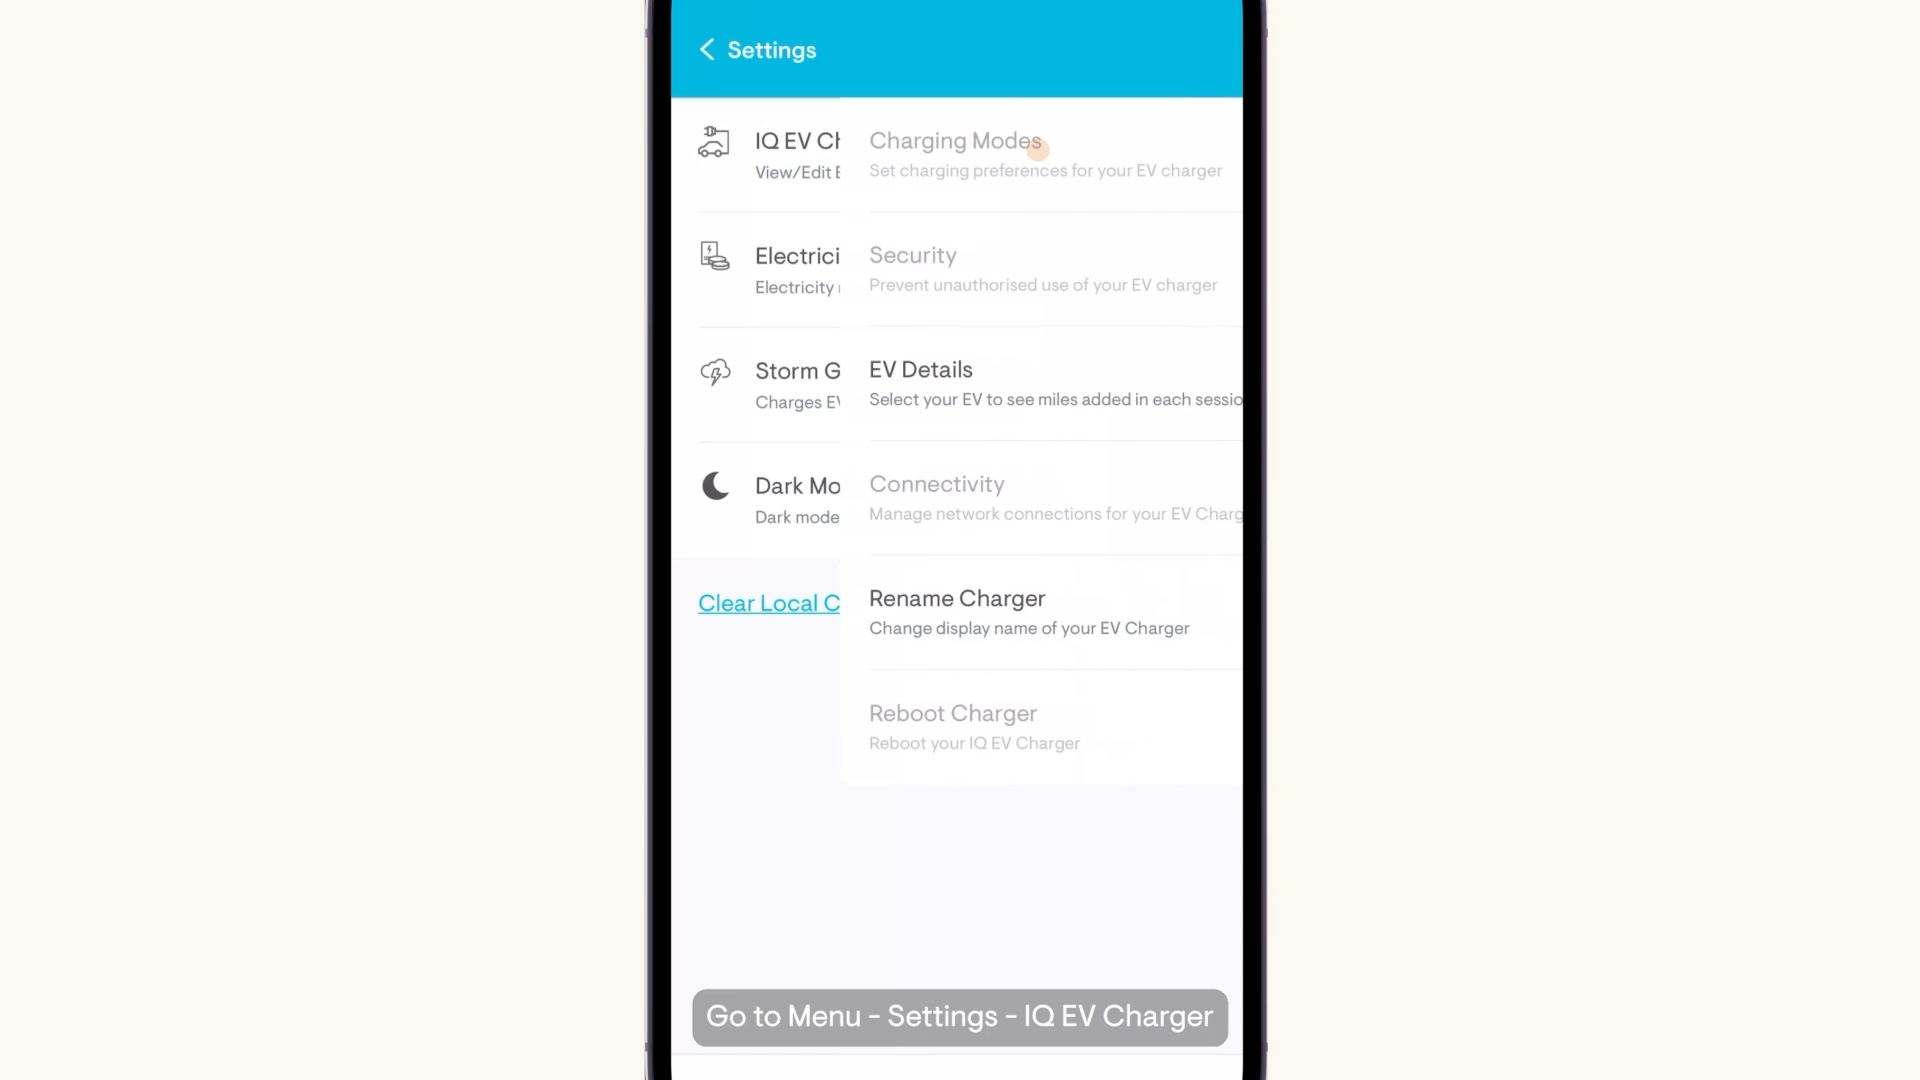 Settings
IQ EV Ch
View/Edit E
Electrici
Electricity
Storm G
Charges EV
Dark Mo
Dark mode
Clear Local C
Charging Modes
Set charging preferences for your EV charger
Security
Prevent unauthorised use of your EV charger
EV Details
Select your EV to see miles added in each sessio
Connectivity
Manage network connections for your EV Charg
Rename Charger
Change display name of your EV Charger
Reboot Charger
Reboot your IQ EV Charger
Go to Menu - Settings - IQ EV Charger